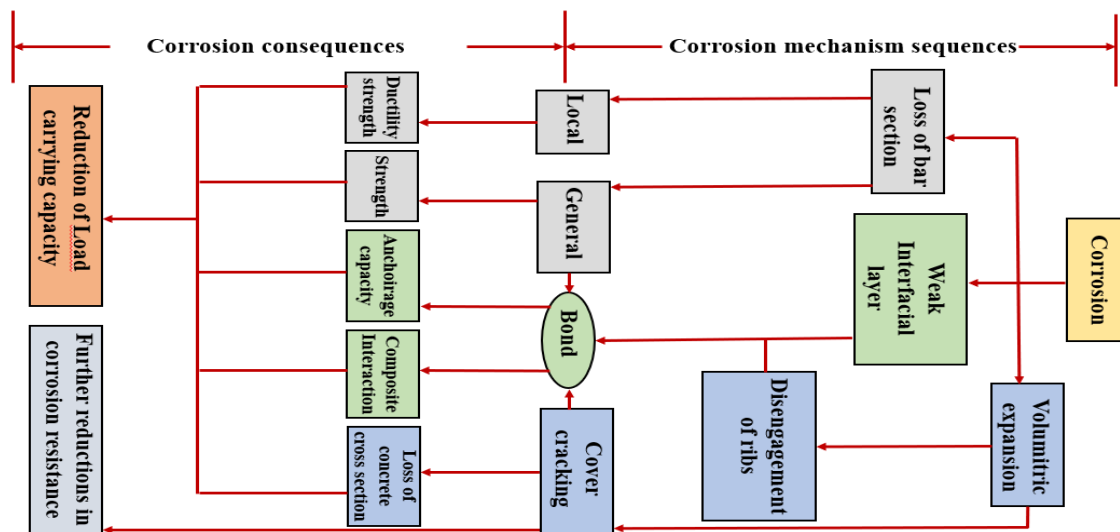 Corrosion consequences
Corrosion mechanism sequences
Reduction of Load
carrying capacity
Further reductions in
corrosion resistance
Ductility
strength
Strength
Anchoirage
capacity
Composite
Interaction
Loss of
concrete
cross section
Local
General
Bond
Cover
cracking
Loss of bar
section
Weak
Interfacial
layer
Disengagement
of ribs
Corrosion
Volumitric
expansion